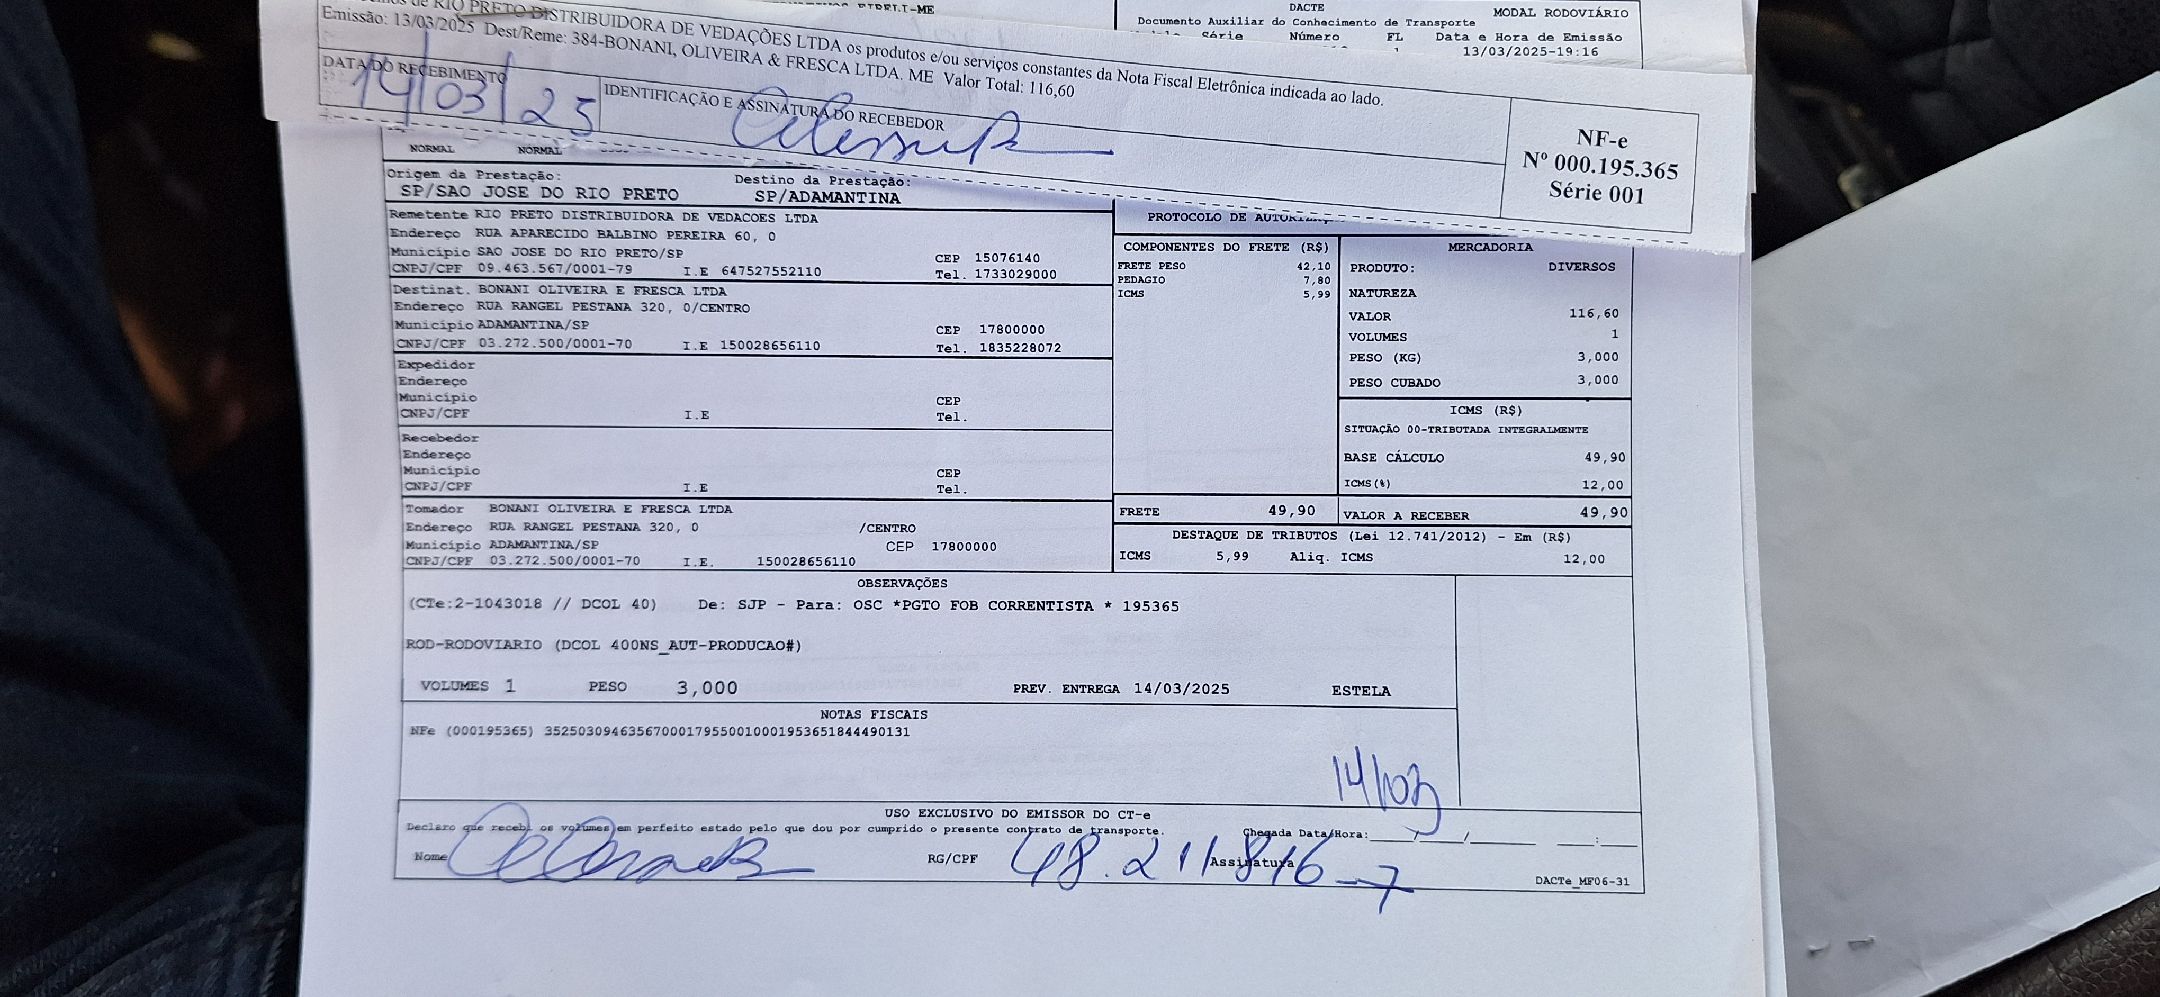 RIO PRETO DISTRIBUIDORA DE VEDAÇÕES LTDA os produtos e/ou serviços constantes da Nota Fiscal Eletrônica indicada ao lado.
Emissão: 13/03/2025 Dest/Reme: 384-BONANI, OLIVEIRA & FRESCA LTDA. ME Valor Total: 116,60
DATA DO RECEBIMENTO
14/03/25
IDENTIFICAÇÃO E ASSINATURA DO RECEBEDOR
NF-e
Nº 000.195.365
Série 001
DACTE
MODAL RODOVIÁRIO
Documento Auxiliar do Conhecimento de Transporte
Série Número FL Data e Hora de Emissão
13/03/2025-19:16
NORMAL NORMAL
Origem da Prestação: Destino da Prestação:
SP/SAO JOSE DO RIO PRETO SP/ADAMANTINA
Remetente RIO PRETO DISTRIBUIDORA DE VEDACOES LTDA
Endereço RUA APARECIDO BALBINO PEREIRA 60, 0
Município SAO JOSE DO RIO PRETO/SP CEP 15076140
CNPJ/CPF 09.463.567/0001-79 I.E 647527552110 Tel. 1733029000
Destinat. BONANI OLIVEIRA E FRESCA LTDA
Endereço RUA RANGEL PESTANA 320, 0/CENTRO
Município ADAMANTINA/SP CEP 17800000
CNPJ/CPF 03.272.500/0001-70 I.E 150028656110 Tel. 1835228072
Expedidor
Endereço
Município CEP
CNPJ/CPF I.E Tel.
Recebedor
Endereço
Município CEP
CNPJ/CPF I.E Tel.
Tomador BONANI OLIVEIRA E FRESCA LTDA
Endereço RUA RANGEL PESTANA 320, 0 /CENTRO
Município ADAMANTINA/SP CEP 17800000
CNPJ/CPF 03.272.500/0001-70 I.E. 150028656110
PROTOCOLO DE
COMPONENTES DO FRETE (R$)
FRETE PESO 42,10
PEDAGIO 7,80
ICMS 5,99
MERCADORIA
PRODUTO: DIVERSOS
NATUREZA
VALOR 116,60
VOLUMES 1
PESO (KG) 3,000
PESO CUBADO 3,000
ICMS (R$)
SITUAÇÃO 00-TRIBUTADA INTEGRALMENTE
BASE CÁLCULO 49,90
ICMS(%) 12,00
FRETE 49,90 VALOR A RECEBER 49,90
DESTAQUE DE TRIBUTOS (Lei 12.741/2012) - Em (R$)
ICMS 5,99 Aliq. ICMS 12,00
OBSERVAÇÕES
(CTe:2-1043018 // DCOL 40) De: SJP - Para: OSC *PGTO FOB CORRENTISTA * 195365
ROD-RODOVIARIO (DCOL 400NS_AUT-PRODUCAO#)
VOLUMES 1 PESO 3,000 PREV. ENTREGA 14/03/2025 ESTELA
NOTAS FISCAIS
NFe (000195365) 35250309463567000179550010001953651844490131
14/03
USO EXCLUSIVO DO EMISSOR DO CT-e
Declaro que recebi os volumes em perfeito estado pelo que dou por cumprido o presente contrato de transporte. Chegada Data/Hora:____/____/____ ____:____
Nome RG/CPF 48.211.816-7 Assinatura
DACTe_MF06-31